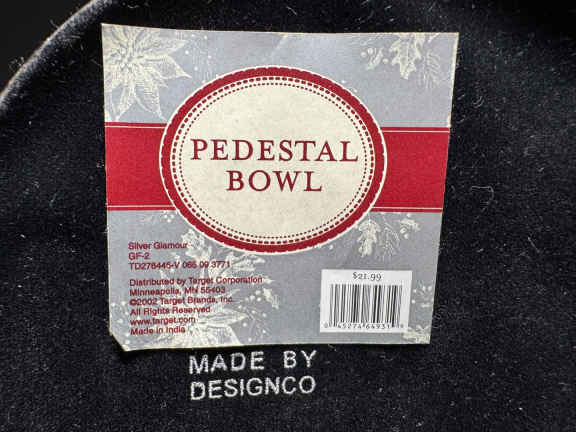 PEDESTAL
BOWL
Silver Glamour
GF-2
TD276445-V 065 09 3771
Distributed by Target Corporation
Minneapolis, MN 55403
©2002 Target Brands, Inc.
All Rights Reserved
www.target.com
Made in India
$21.99
MADE BY
DESIGNCO